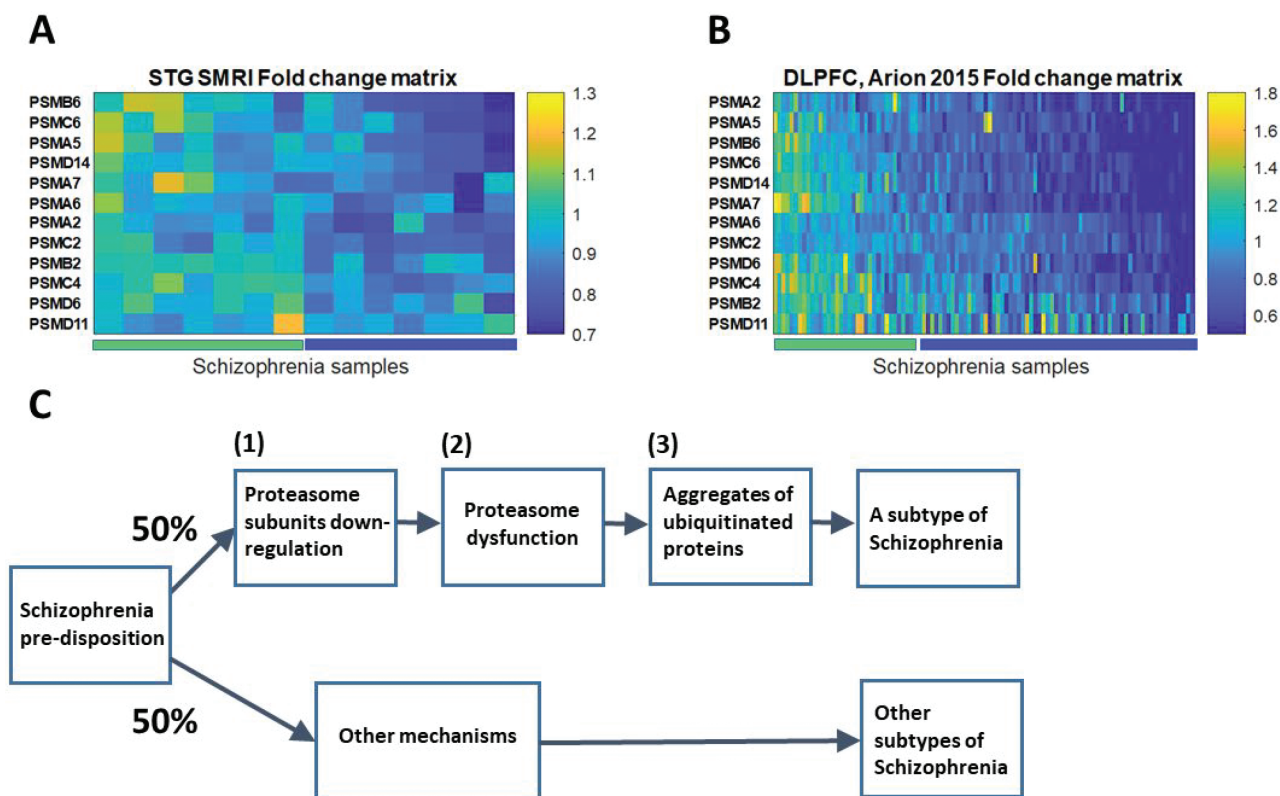 A
STG SMRI Fold change matrix
PSMB6
PSMC6
PSMA5
PSMD14
PSMA7
PSMA6
PSMA2
PSMC2
PSMB2
PSMC4
PSMD6
PSMD11
1.3
1.2
1.1
1
0.9
0.8
0.7
Schizophrenia samples
B
DLPFC, Arion 2015 Fold change matrix
PSMA2
PSMA5
PSMB6
PSMC6
PSMD14
PSMA7
PSMA6
PSMC2
PSMD6
PSMC4
PSMB2
PSMD11
1.8
1.6
1.4
1.2
1
0.8
0.6
Schizophrenia samples
C
Schizophrenia
pre-disposition
50%
(1)
Proteasome
subunits down-
regulation
(2)
Proteasome
dysfunction
(3)
Aggregates of
ubiquitinated
proteins
A subtype of
Schizophrenia
50%
Other mechanisms
Other
subtypes of
Schizophrenia